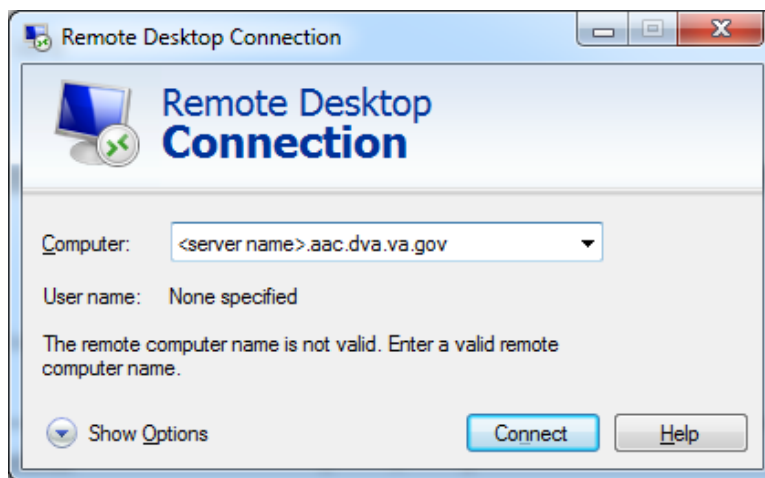 Remote Desktop Connection
Remote Desktop
Connection
Computer: <server name>.aac.dva.va.gov
User name: None specified
The remote computer name is not valid. Enter a valid remote
computer name.
Show Options Connect Help